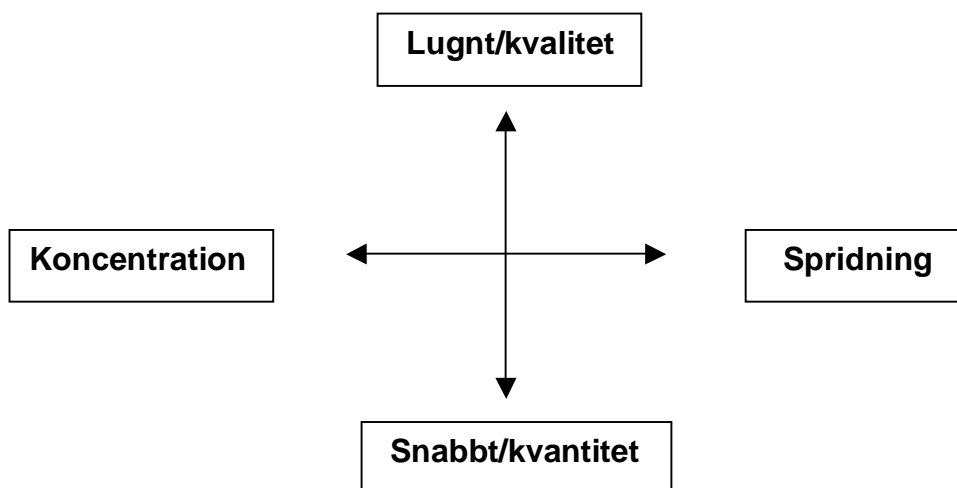 Lugnt/kvalitet
Koncentration
Spridning
Snabbt/kvantitet